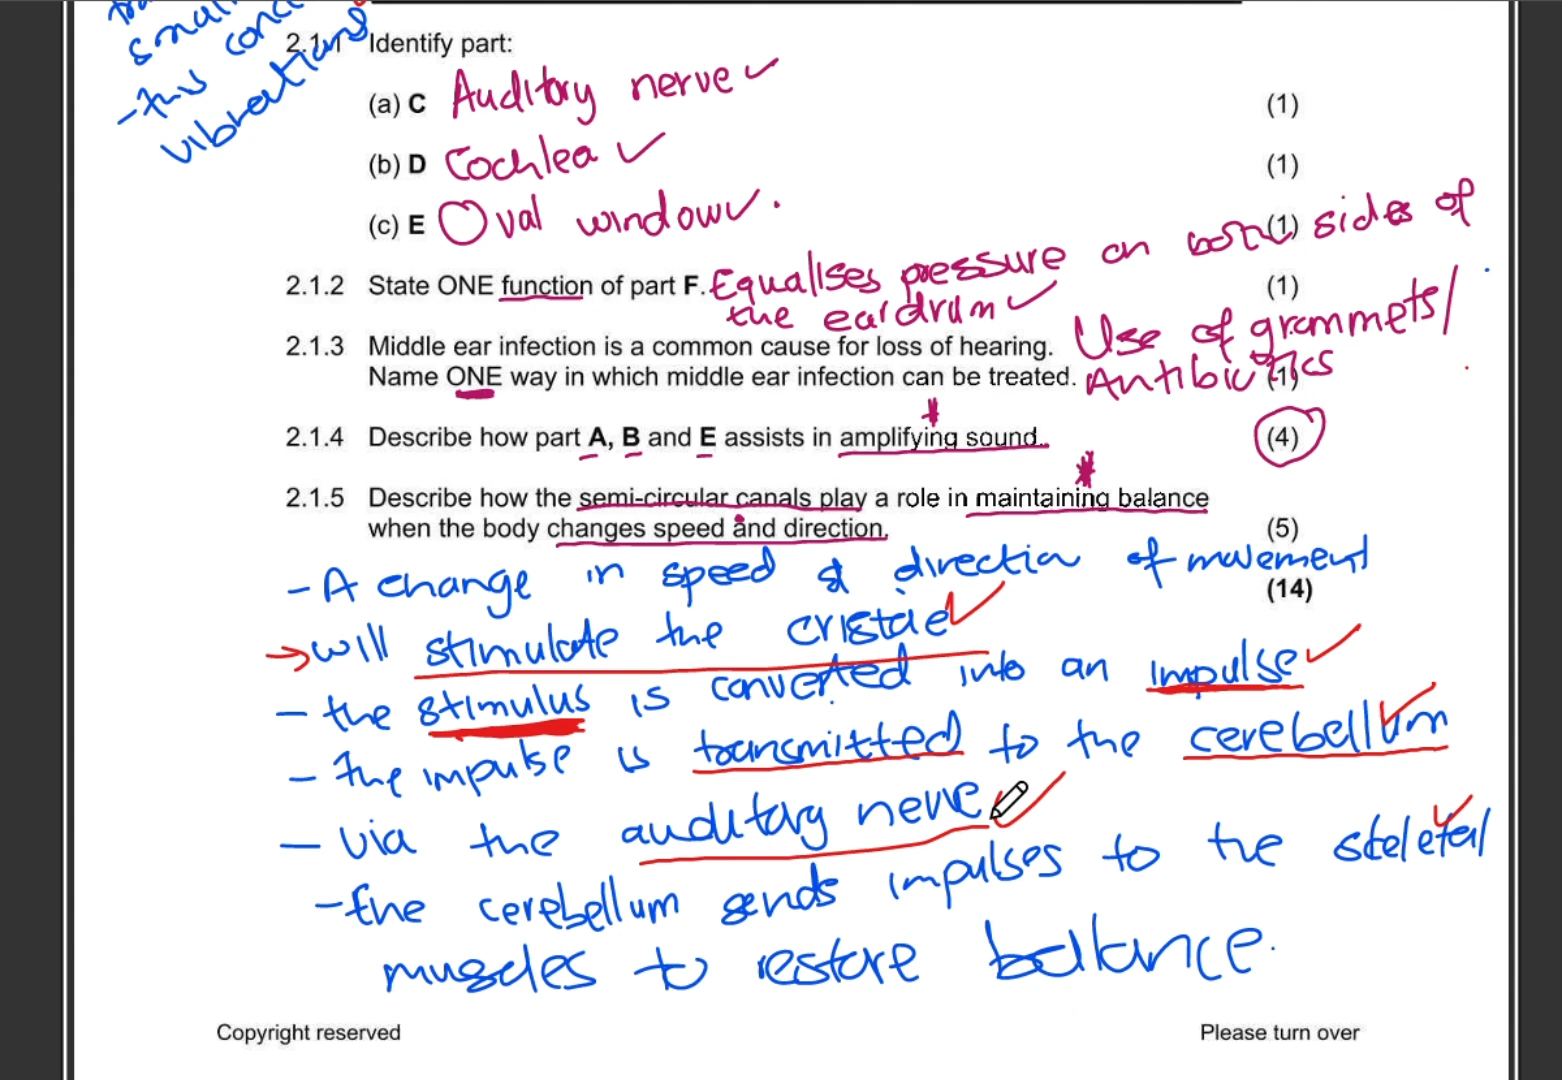 small
- this conc
vibrations
2.1.1 Identify part:
(a) C Auditory nerve ✓ (1)
(b) D Cochlea ✓ (1)
(c) E Oval window ✓. (1)
2.1.2 State ONE function of part F. Equalises pressure on both sides of (1)
the eardrum ✓
2.1.3 Middle ear infection is a common cause for loss of hearing. Use of grommets/
Name ONE way in which middle ear infection can be treated. Antibiotics (1)
2.1.4 Describe how part A, B and E assists in amplifying sound. (4)
2.1.5 Describe how the semi-circular canals play a role in maintaining balance
when the body changes speed and direction. (5)
- A change in speed & direction of movement
(14)
→ will stimulate the cristae ✓
- the stimulus is converted into an impulse ✓
- the impulse is transmitted to the cerebellum ✓
- via the auditory nerve ✓
- the cerebellum sends impulses to the skeletal ✓
muscles to restore balance.
Copyright reserved Please turn over